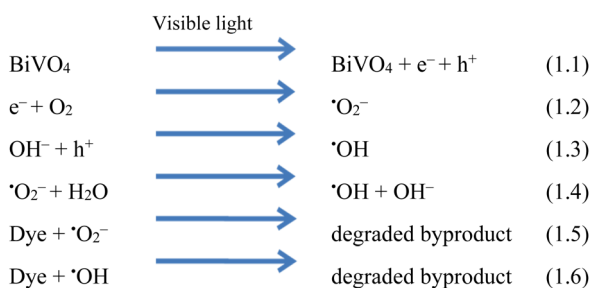 Visible light
BiVO₄ BiVO₄ + e⁻ + h⁺ (1.1)
e⁻ + O₂ •O₂⁻ (1.2)
OH⁻ + h⁺ •OH (1.3)
•O₂⁻ + H₂O •OH + OH⁻ (1.4)
Dye + •O₂⁻ degraded byproduct (1.5)
Dye + •OH degraded byproduct (1.6)